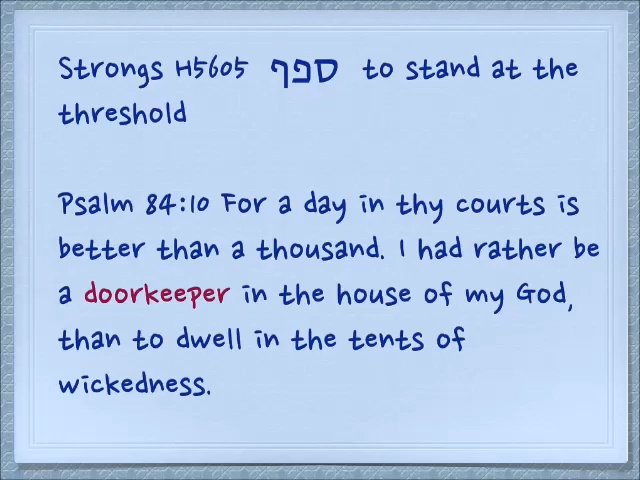 Strongs H5605 ספף to stand at the
threshold
Psalm 84:10 For a day in thy courts is
better than a thousand. I had rather be
a doorkeeper in the house of my God,
than to dwell in the tents of
wickedness.